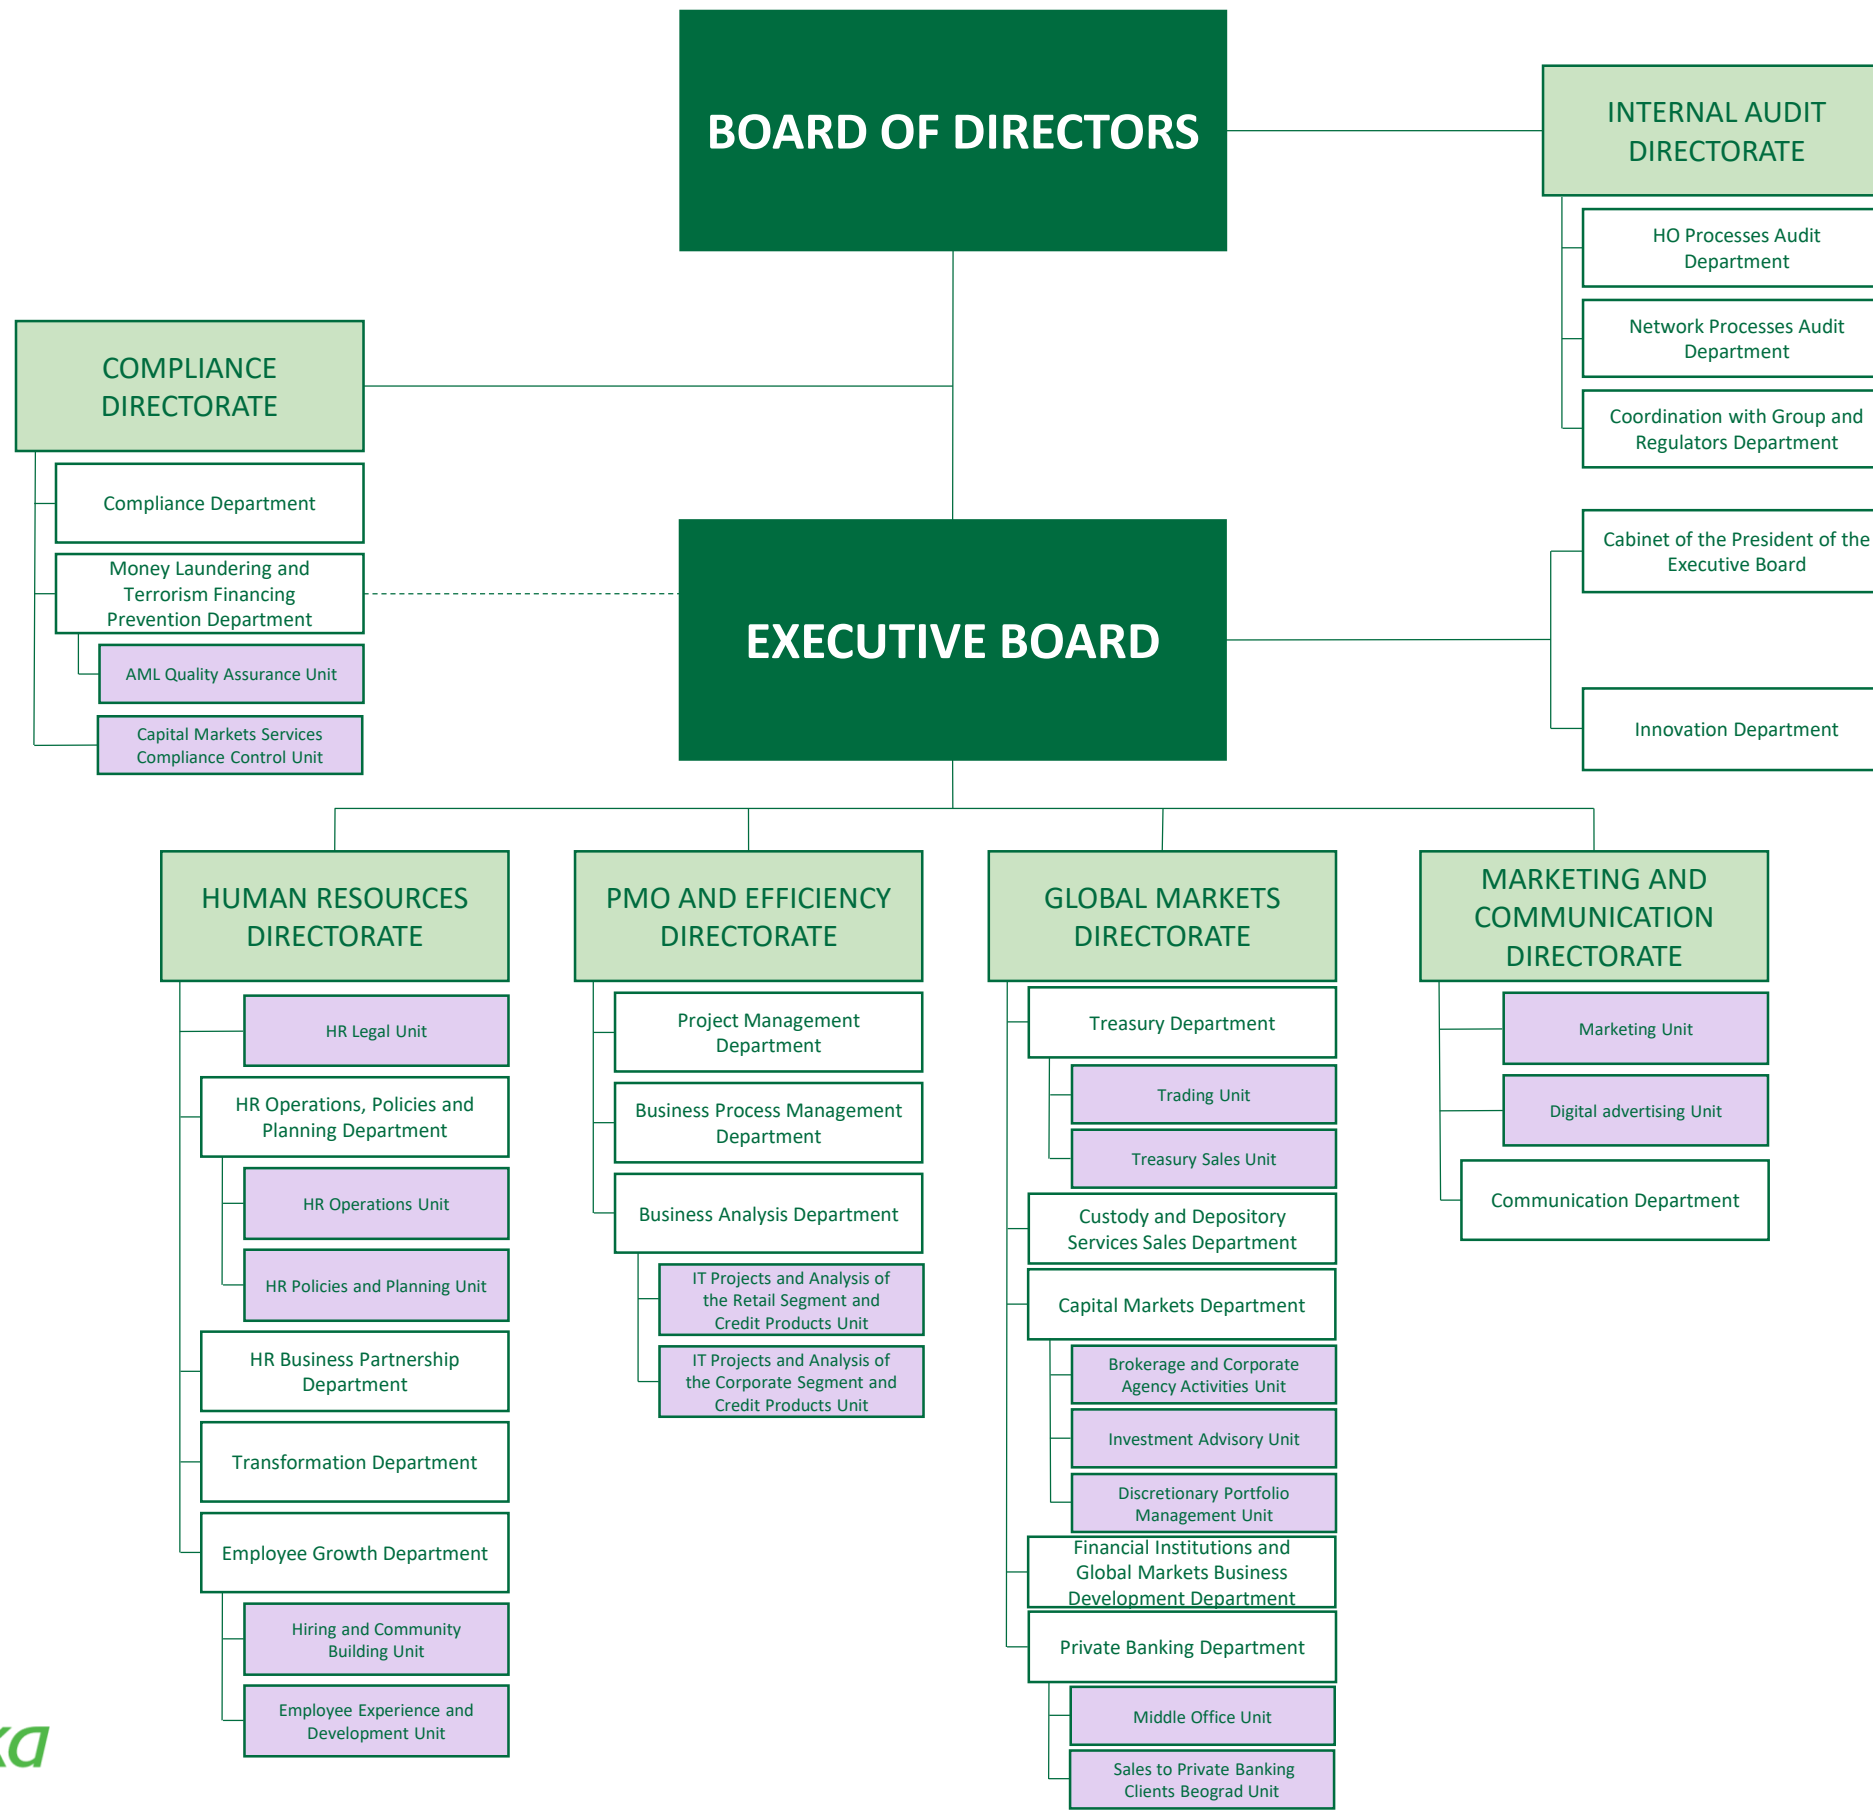 BOARD OF DIRECTORS
INTERNAL AUDIT
DIRECTORATE
HO Processes Audit
Department
Network Processes Audit
Department
Coordination with Group and
Regulators Department
COMPLIANCE
DIRECTORATE
Compliance Department
Money Laundering and
Terrorism Financing
Prevention Department
AML Quality Assurance Unit
Capital Markets Services
Compliance Control Unit
EXECUTIVE BOARD
Cabinet of the President of the
Executive Board
Innovation Department
HUMAN RESOURCES
DIRECTORATE
HR Legal Unit
HR Operations, Policies and
Planning Department
HR Operations Unit
HR Policies and Planning Unit
HR Business Partnership
Department
Transformation Department
Employee Growth Department
Hiring and Community
Building Unit
Employee Experience and
Development Unit
PMO AND EFFICIENCY
DIRECTORATE
Project Management
Department
Business Process Management
Department
Business Analysis Department
IT Projects and Analysis of
the Retail Segment and
Credit Products Unit
IT Projects and Analysis of
the Corporate Segment and
Credit Products Unit
GLOBAL MARKETS
DIRECTORATE
Treasury Department
Trading Unit
Treasury Sales Unit
Custody and Depository
Services Sales Department
Capital Markets Department
Brokerage and Corporate
Agency Activities Unit
Investment Advisory Unit
Discretionary Portfolio
Management Unit
Financial Institutions and
Global Markets Business
Development Department
Private Banking Department
Middle Office Unit
Sales to Private Banking
Clients Beograd Unit
MARKETING AND
COMMUNICATION
DIRECTORATE
Marketing Unit
Digital advertising Unit
Communication Department